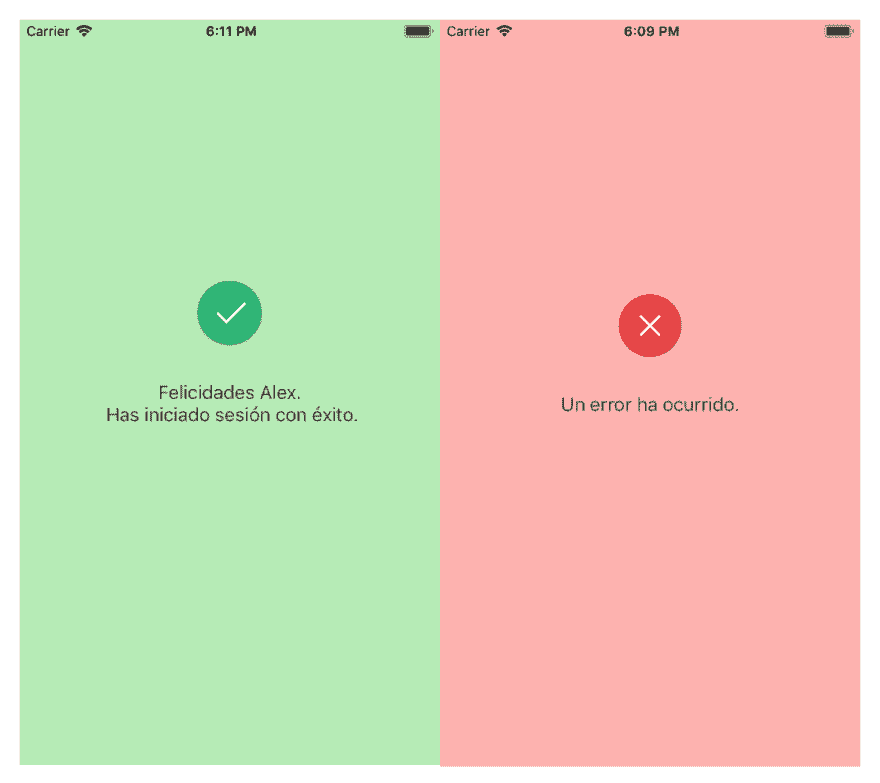 Carrier 6:11 PM
Felicidades Alex.
Has iniciado sesión con éxito.
Carrier 6:09 PM
Un error ha ocurrido.